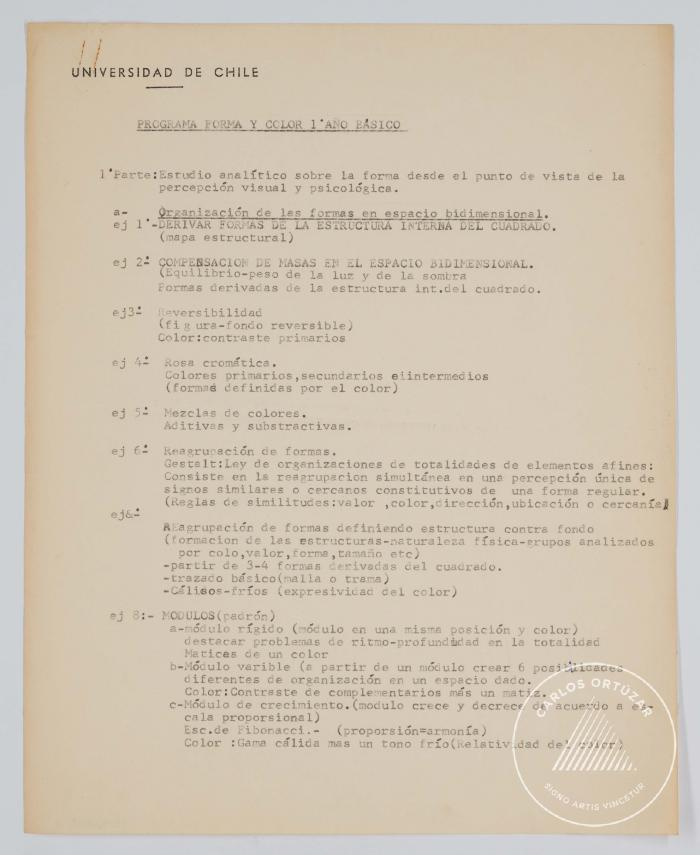 UNIVERSIDAD DE CHILE
PROGRAMA FORMA Y COLOR 1°AÑO BÁSICO
1°Parte:Estudio analítico sobre la forma desde el punto de vista de la
percepción visual y psicológica.
a- Organización de las formas en espacio bidimensional.
ej 1°-DERIVAR FORMAS DE LA ESTRUCTURA INTERNA DEL CUADRADO.
(mapa estructural)
ej 2° COMPENSACION DE MASAS EN EL ESPACIO BIDIMENSIONAL.
(Equilibrio-peso de la luz y de la sombra
Formas derivadas de la estructura int.del cuadrado.
ej3° Reversibilidad
(figura-fondo reversible)
Color:contraste primarios
ej 4° Rosa cromática.
Colores primarios,secundarios eiintermedios
(formas definidas por el color)
ej 5° Mezclas de colores.
Aditivas y substractivas.
ej 6° Reagrupación de formas.
Gestalt:Ley de organizaciones de totalidades de elementos afines:
Consiste en la reagrupacion simultánea en una percepción única de
signos similares o cercanos constitutivos de una forma regular.
(Reglas de similitudes:valor ,color,dirección,ubicación o cercanía)
ej&°
REagrupación de formas definiendo estructura contra fondo
(formacion de las estructuras-naturaleza física-grupos analizados
por colo,valor,forma,tamaño etc)
-partir de 3-4 formas derivadas del cuadrado.
-trazado básico(malla o trama)
-Cálisos-fríos (expresividad del color)
ej 8:- MODULOS(padrón)
a-módulo rígido (módulo en una misma posición y color)
destacar problemas de ritmo-profundidad en la totalidad
Matices de un color
b-Módulo varible (a partir de un módulo crear 6 posibilidades
diferentes de organización en un espacio dado.
Color:Contraste de complementarios más un matiz.
c-Módulo de crecimiento.(modulo crece y decrece de acuerdo a es-
cala proporsional)
Esc.de Fibonacci.- (proporsión=armonía)
Color :Gama cálida mas un tono frío(Relatividad del color)
CARLOS ORTÚZAR
SIGNO ARTIS VINCETUR